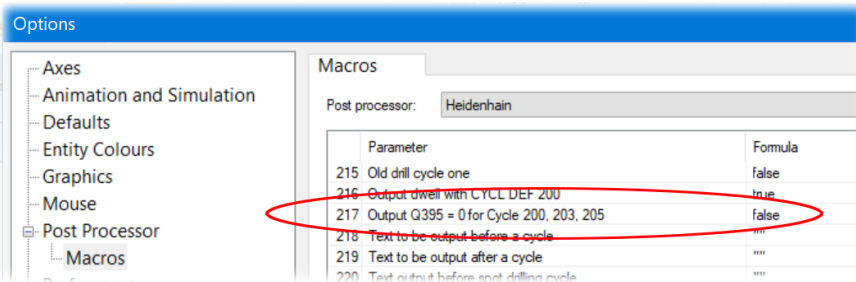 Options
Axes
Animation and Simulation
Defaults
Entity Colours
Graphics
Mouse
Post Processor
Macros
Macros
Post processor: Heidenhain
Parameter Formula
215 Old drill cycle one false
216 Output dwell with CYCL DEF 200 true
217 Output Q395 = 0 for Cycle 200, 203, 205 false
218 Text to be output before a cycle ""
219 Text to be output after a cycle ""
220 Text output before spot drilling cycle ""